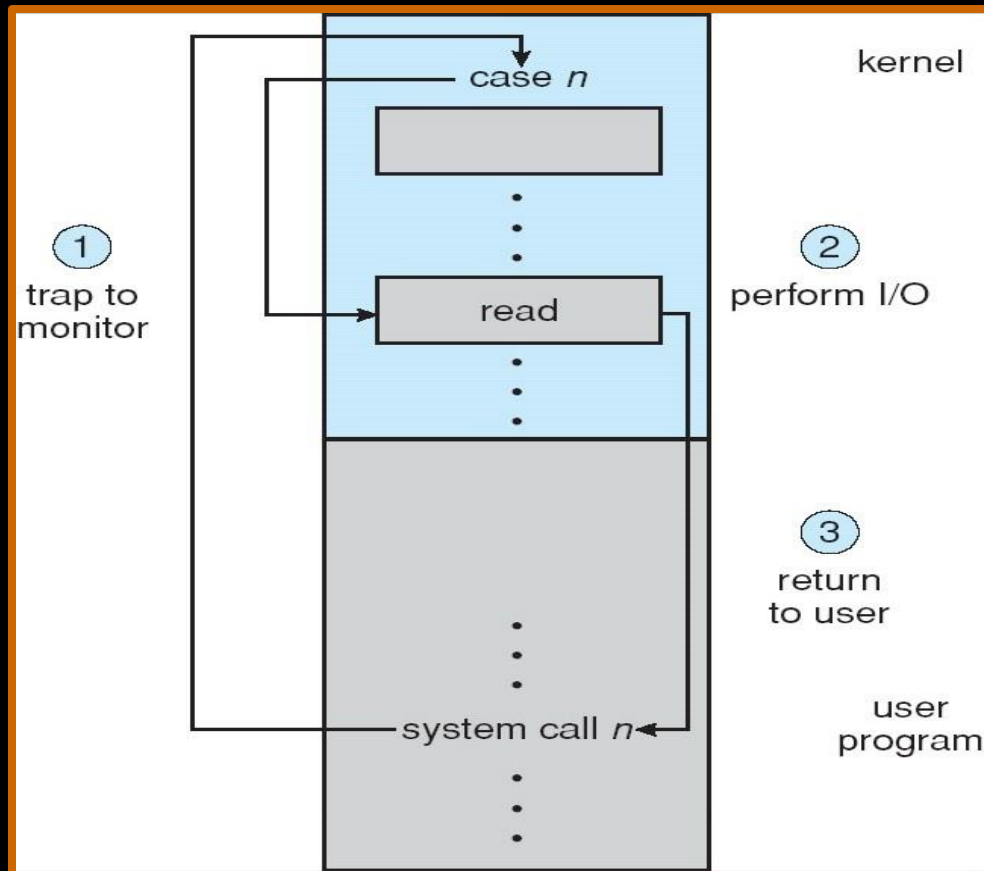 case n
kernel
1
trap to
monitor
2
perform I/O
read
3
return
to user
system call n
user
program